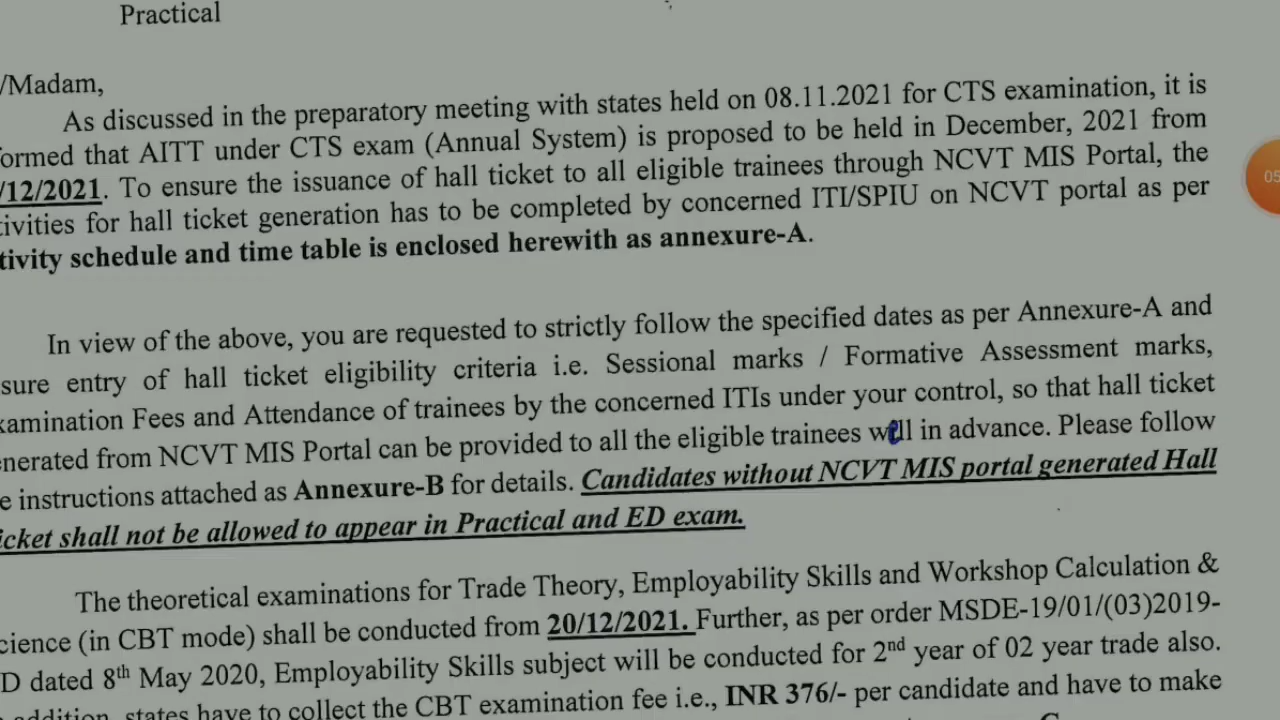 Practical
/Madam,
As discussed in the preparatory meeting with states held on 08.11.2021 for CTS examination, it is
ormed that AITT under CTS exam (Annual System) is proposed to be held in December, 2021 from
/12/2021. To ensure the issuance of hall ticket to all eligible trainees through NCVT MIS Portal, the
tivities for hall ticket generation has to be completed by concerned ITI/SPIU on NCVT portal as per
tivity schedule and time table is enclosed herewith as annexure-A.
In view of the above, you are requested to strictly follow the specified dates as per Annexure-A and
sure entry of hall ticket eligibility criteria i.e. Sessional marks / Formative Assessment marks,
xamination Fees and Attendance of trainees by the concerned ITIs under your control, so that hall ticket
enerated from NCVT MIS Portal can be provided to all the eligible trainees well in advance. Please follow
e instructions attached as Annexure-B for details. Candidates without NCVT MIS portal generated Hall
icket shall not be allowed to appear in Practical and ED exam.
The theoretical examinations for Trade Theory, Employability Skills and Workshop Calculation &
cience (in CBT mode) shall be conducted from 20/12/2021. Further, as per order MSDE-19/01/(03)2019-
D dated 8th May 2020, Employability Skills subject will be conducted for 2nd year of 02 year trade also.
addition, states have to collect the CBT examination fee i.e., INR 376/- per candidate and have to make
05